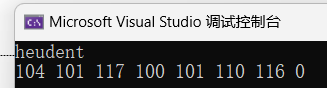 Microsoft Visual Studio 调试控制台
heudent
104 101 117 100 101 110 116 0